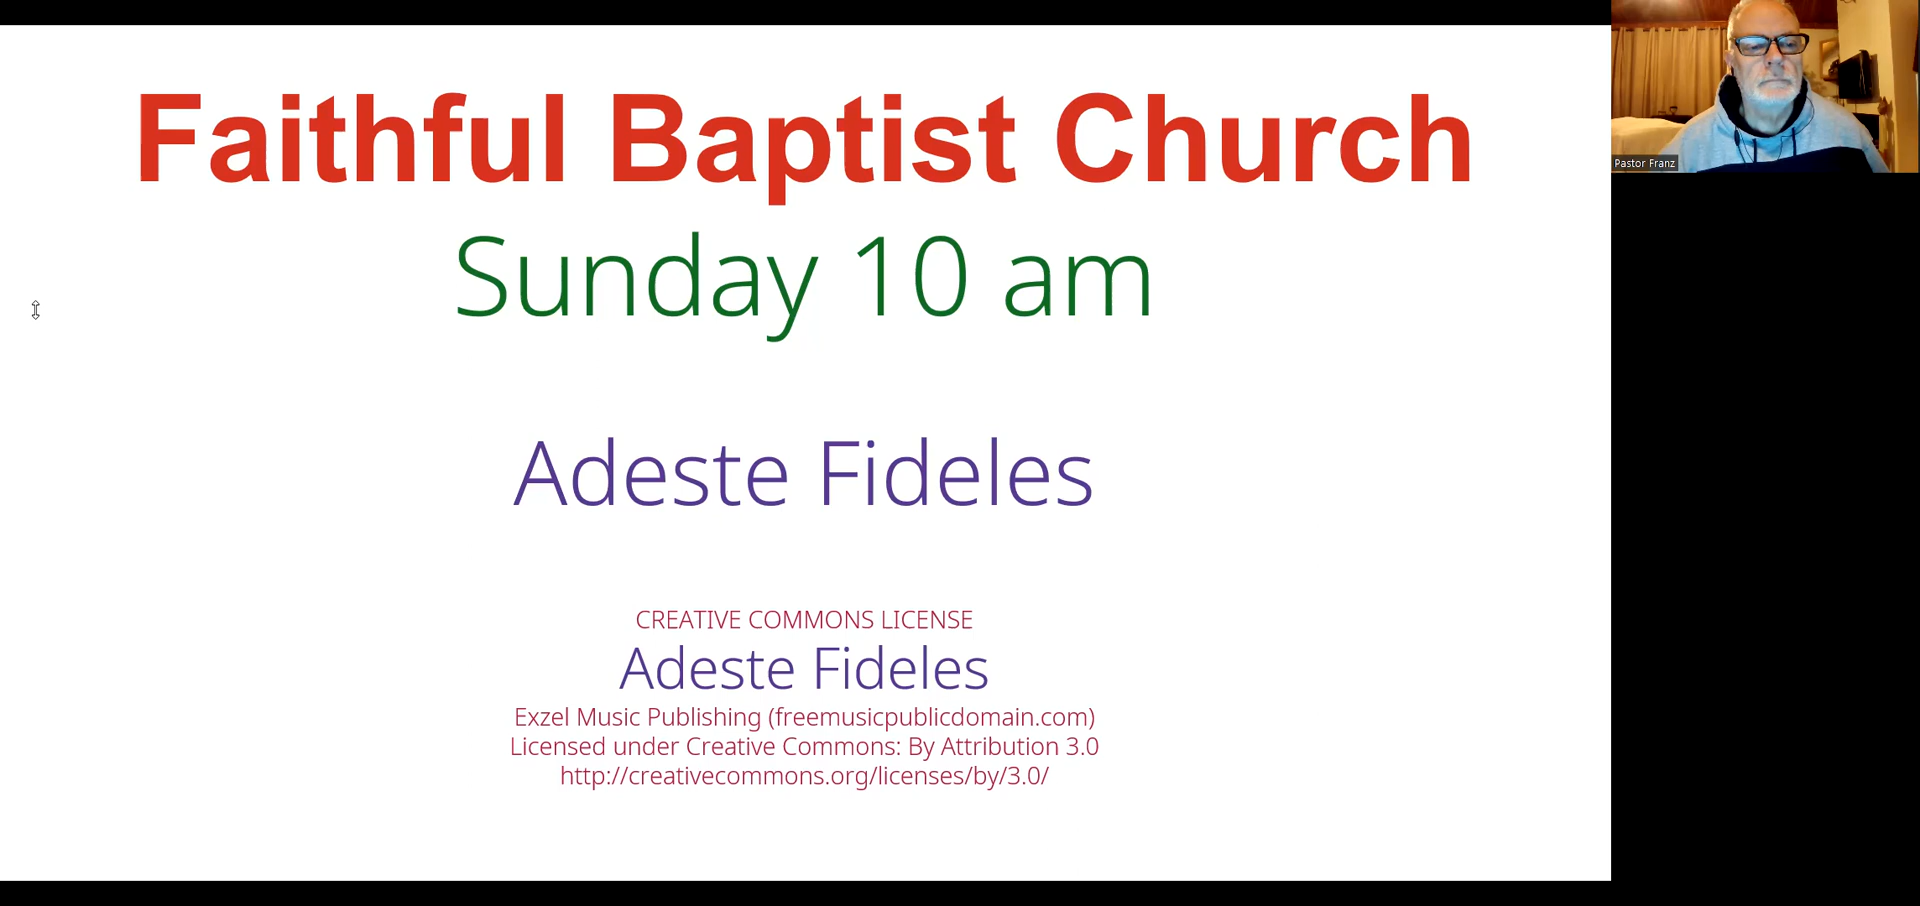 Faithful Baptist Church
Sunday 10 am
Adeste Fideles
CREATIVE COMMONS LICENSE
Adeste Fideles
Exzel Music Publishing (freemusicpublicdomain.com)
Licensed under Creative Commons: By Attribution 3.0
http://creativecommons.org/licenses/by/3.0/
Pastor Franz